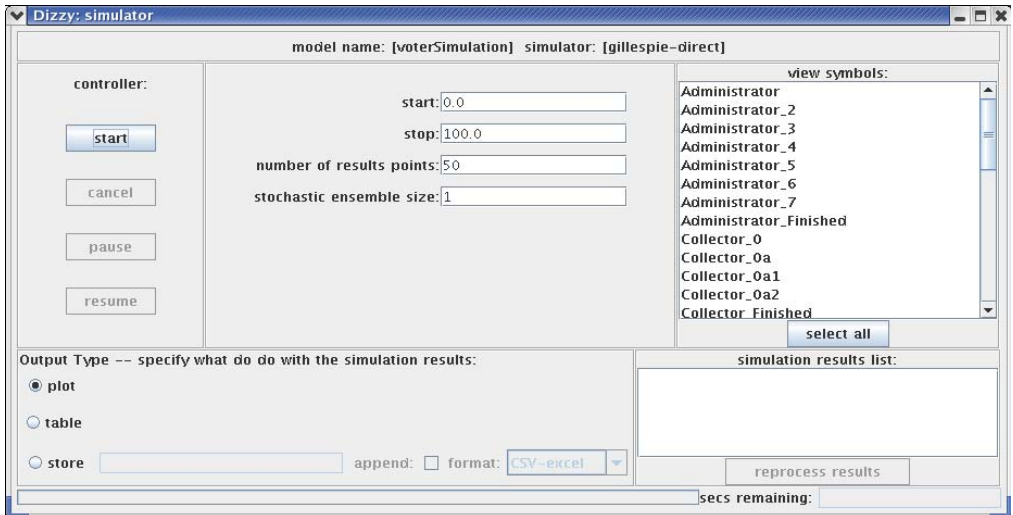 Dizzy: simulator
model name: [voterSimulation] simulator: [gillespie-direct]
controller:
start
cancel
pause
resume
start: 0.0
stop: 100.0
number of results points: 50
stochastic ensemble size: 1
view symbols:
Administrator
Administrator_2
Administrator_3
Administrator_4
Administrator_5
Administrator_6
Administrator_7
Administrator_Finished
Collector_0
Collector_0a
Collector_0a1
Collector_0a2
Collector_Finished
select all
Output Type -- specify what do do with the simulation results:
plot
table
store append: format: CSV-excel
simulation results list:
reprocess results
secs remaining: